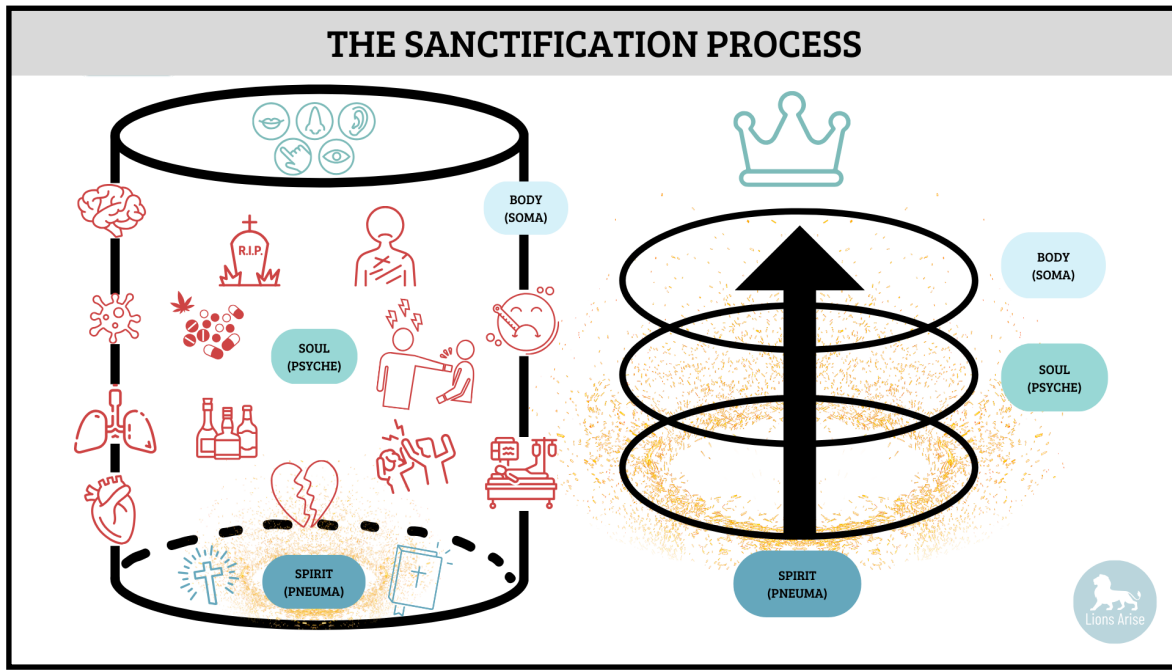 THE SANCTIFICATION PROCESS
BODY
(SOMA)
R.I.P.
SOUL
(PSYCHE)
SPIRIT
(PNEUMA)
BODY
(SOMA)
SOUL
(PSYCHE)
SPIRIT
(PNEUMA)
Lions Arise